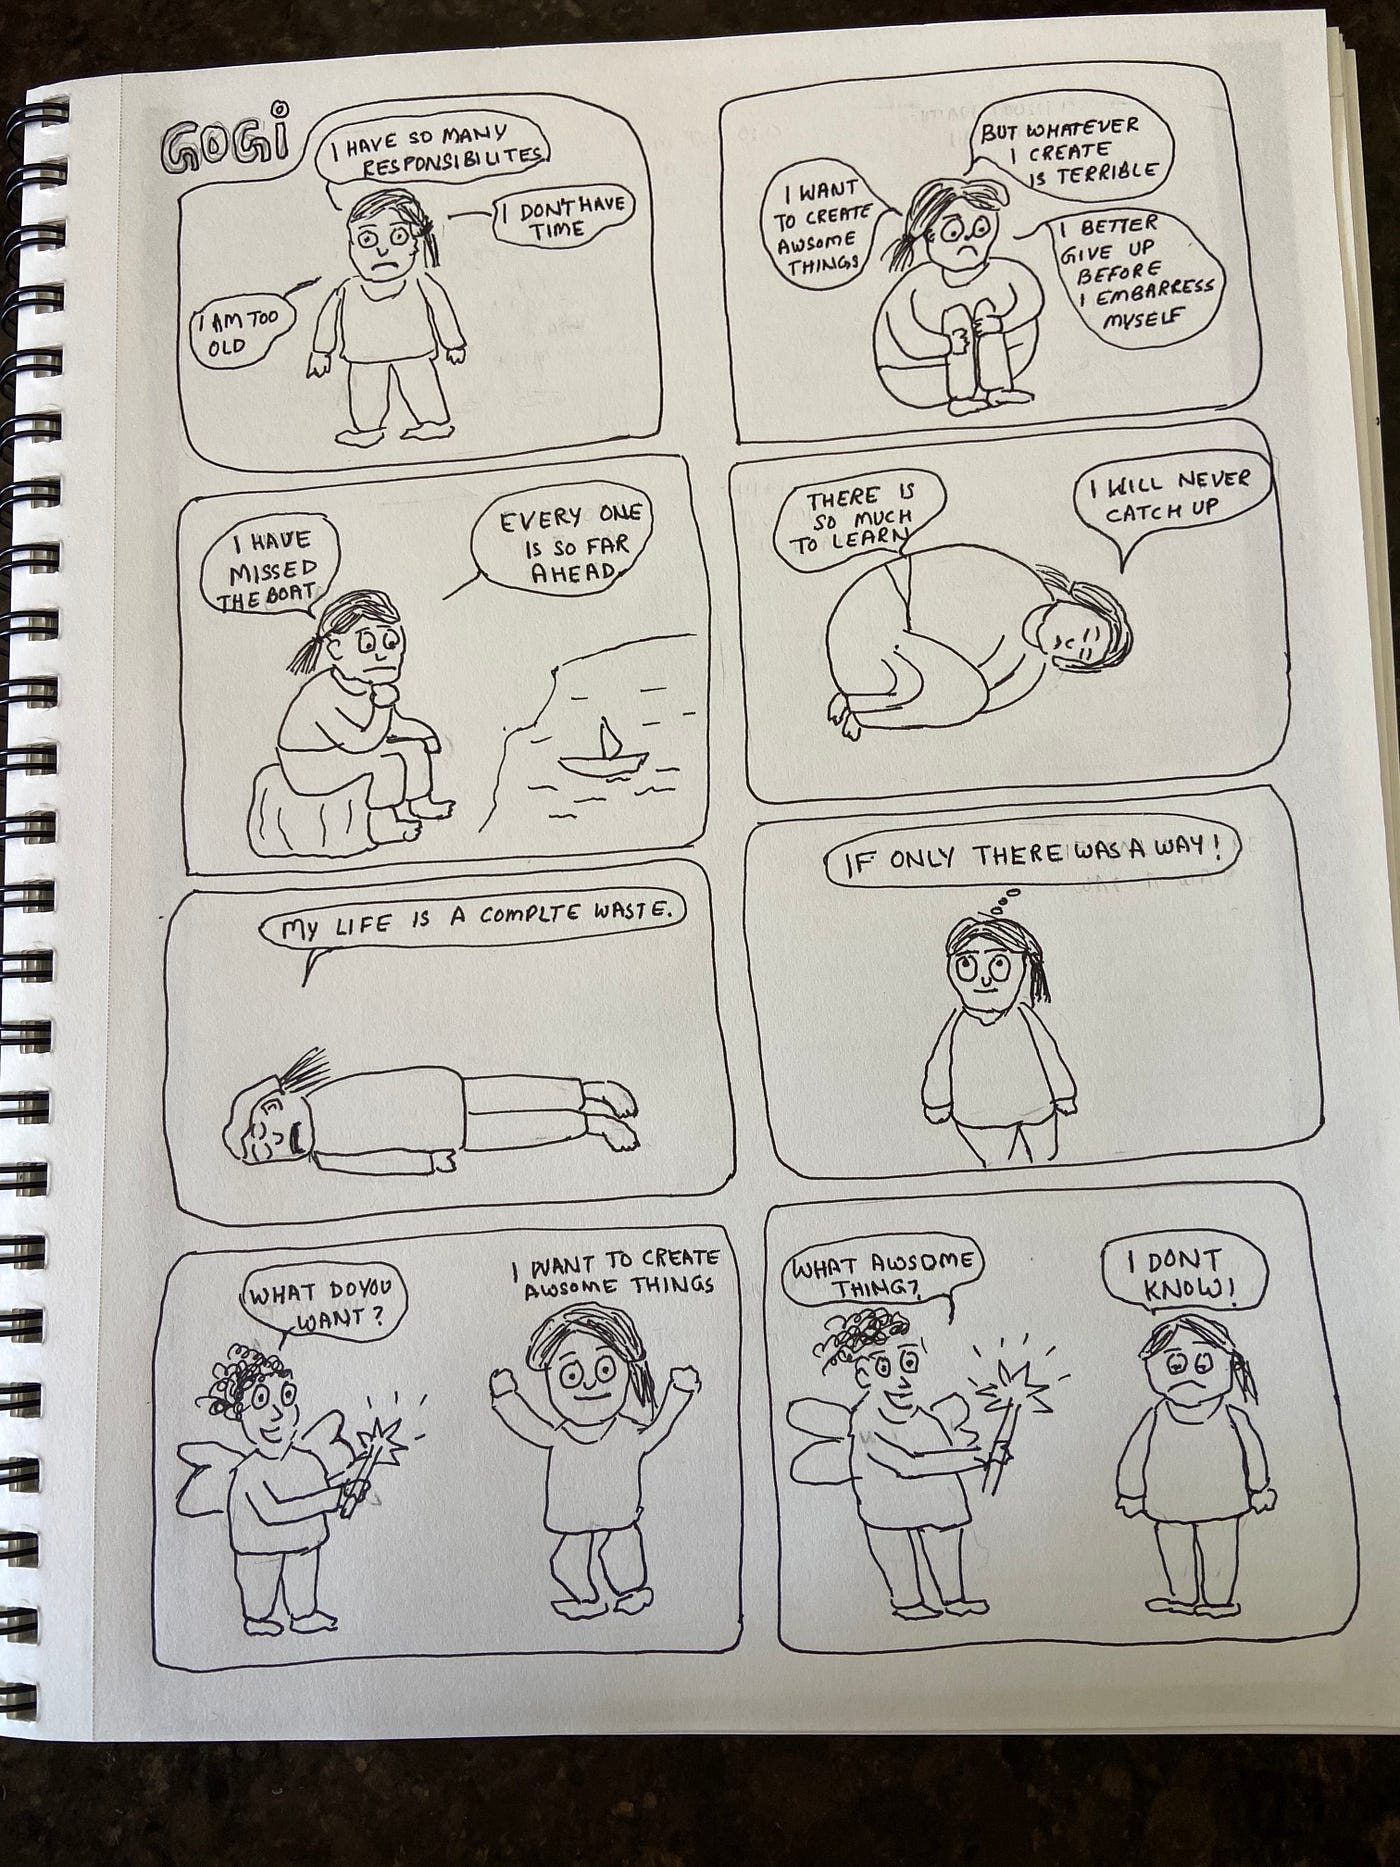 GOGi
I HAVE SO MANY
RESPONSIBILITES
I DON'T HAVE
TIME
I AM TOO
OLD
I WANT
TO CREATE
AWSOME
THINGS
BUT WHATEVER
I CREATE
IS TERRIBLE
I BETTER
GIVE UP
BEFORE
I EMBARRESS
MYSELF
I HAVE
MISSED
THE BOAT
EVERY ONE
IS SO FAR
AHEAD.
THERE IS
SO MUCH
TO LEARN
I WILL NEVER
CATCH UP
MY LIFE IS A COMPLTE WASTE.
IF ONLY THERE WAS A WAY!
WHAT DO YOU
WANT?
I WANT TO CREATE
AWSOME THINGS
WHAT AWSOME
THING?
I DONT
KNOW!